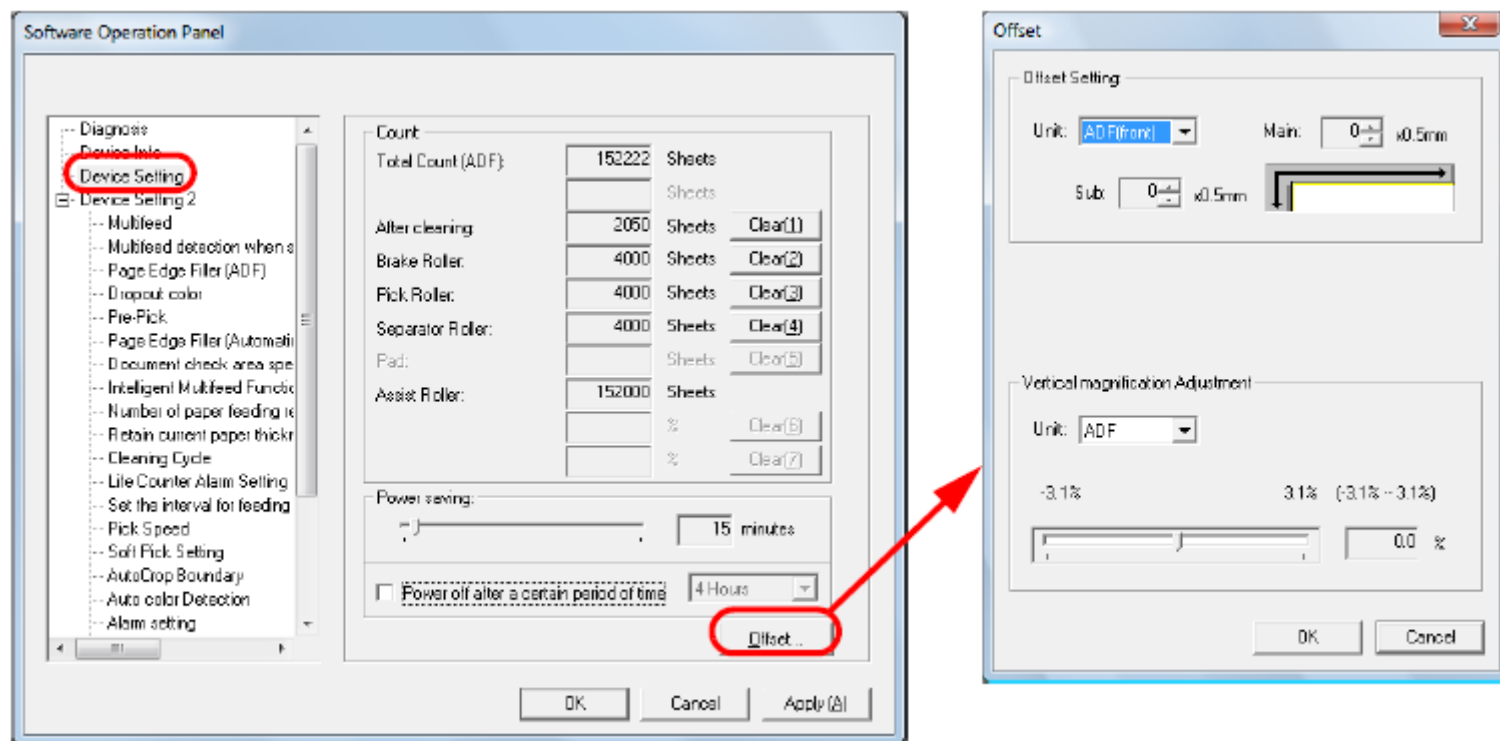 Software Operation Panel
Diagnosis
Device Info
Device Setting
Device Setting 2
Multifeed
Multifeed detection when s
Page Edge Filler (ADF)
Dropout color
Pre-Pick
Page Edge Filler (Automati
Document check area spe
Intelligent Multifeed Functio
Number of paper feeding re
Retain current paper thickn
Cleaning Cycle
Life Counter Alarm Setting
Set the interval for feeding
Pick Speed
Soft Pick Setting
AutoCrop Boundary
Auto color Detection
Alarm setting
Count
Total Count (ADF): 152222 Sheets
Sheets
After cleaning: 2050 Sheets Clear(1)
Brake Roller: 4000 Sheets Clear(2)
Pick Roller: 4000 Sheets Clear(3)
Separator Roller: 4000 Sheets Clear(4)
Pad: Sheets Clear(5)
Assist Roller: 152000 Sheets
% Clear(6)
% Clear(7)
Power saving:
15 minutes
Power off after a certain period of time 4 Hours
Offset...
OK Cancel Apply (A)
Offset
Offset Setting:
Unit: ADF(front) Main: 0 x0.5mm
Sub: 0 x0.5mm
Vertical magnification Adjustment
Unit: ADF
-3.1% 3.1% (-3.1% -- 3.1%)
0.0 %
OK Cancel